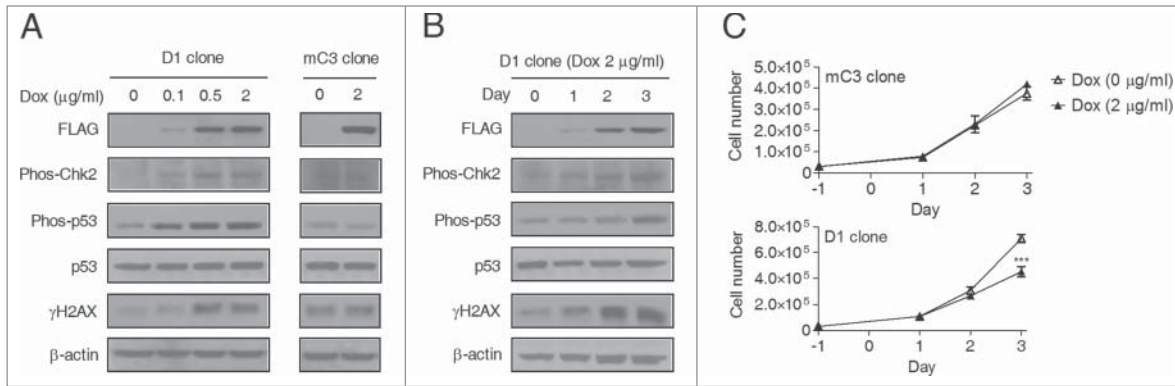 A
D1 clone
mC3 clone
Dox (μg/ml)
0 0.1 0.5 2
0 2
FLAG
Phos-Chk2
Phos-p53
p53
γH2AX
β-actin
B
D1 clone (Dox 2 μg/ml)
Day 0 1 2 3
FLAG
Phos-Chk2
Phos-p53
p53
γH2AX
β-actin
C
mC3 clone
Cell number
5.0×10⁵
4.0×10⁵
3.0×10⁵
2.0×10⁵
1.0×10⁵
0
-1 0 1 2 3
Day
Dox (0 μg/ml)
Dox (2 μg/ml)
D1 clone
Cell number
8.0×10⁵
6.0×10⁵
4.0×10⁵
2.0×10⁵
0
***
-1 0 1 2 3
Day